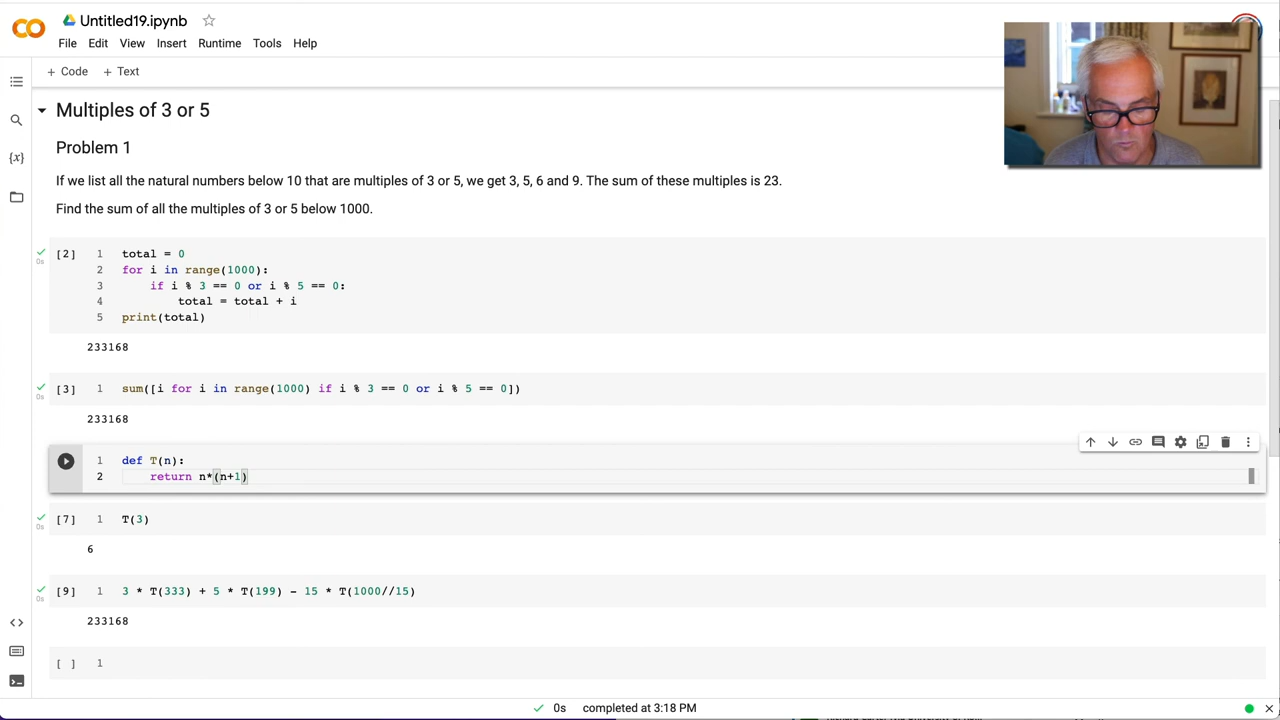 Untitled19.ipynb
File Edit View Insert Runtime Tools Help
+ Code + Text
Multiples of 3 or 5
Problem 1
If we list all the natural numbers below 10 that are multiples of 3 or 5, we get 3, 5, 6 and 9. The sum of these multiples is 23.
Find the sum of all the multiples of 3 or 5 below 1000.
[2] 1 total = 0
0s 2 for i in range(1000):
3 if i % 3 == 0 or i % 5 == 0:
4 total = total + i
5 print(total)
233168
[3] 1 sum([i for i in range(1000) if i % 3 == 0 or i % 5 == 0])
0s
233168
1 def T(n):
2 return n*(n+1)
[7] 1 T(3)
0s
6
[9] 1 3 * T(333) + 5 * T(199) - 15 * T(1000//15)
0s
233168
[ ] 1
0s completed at 3:18 PM